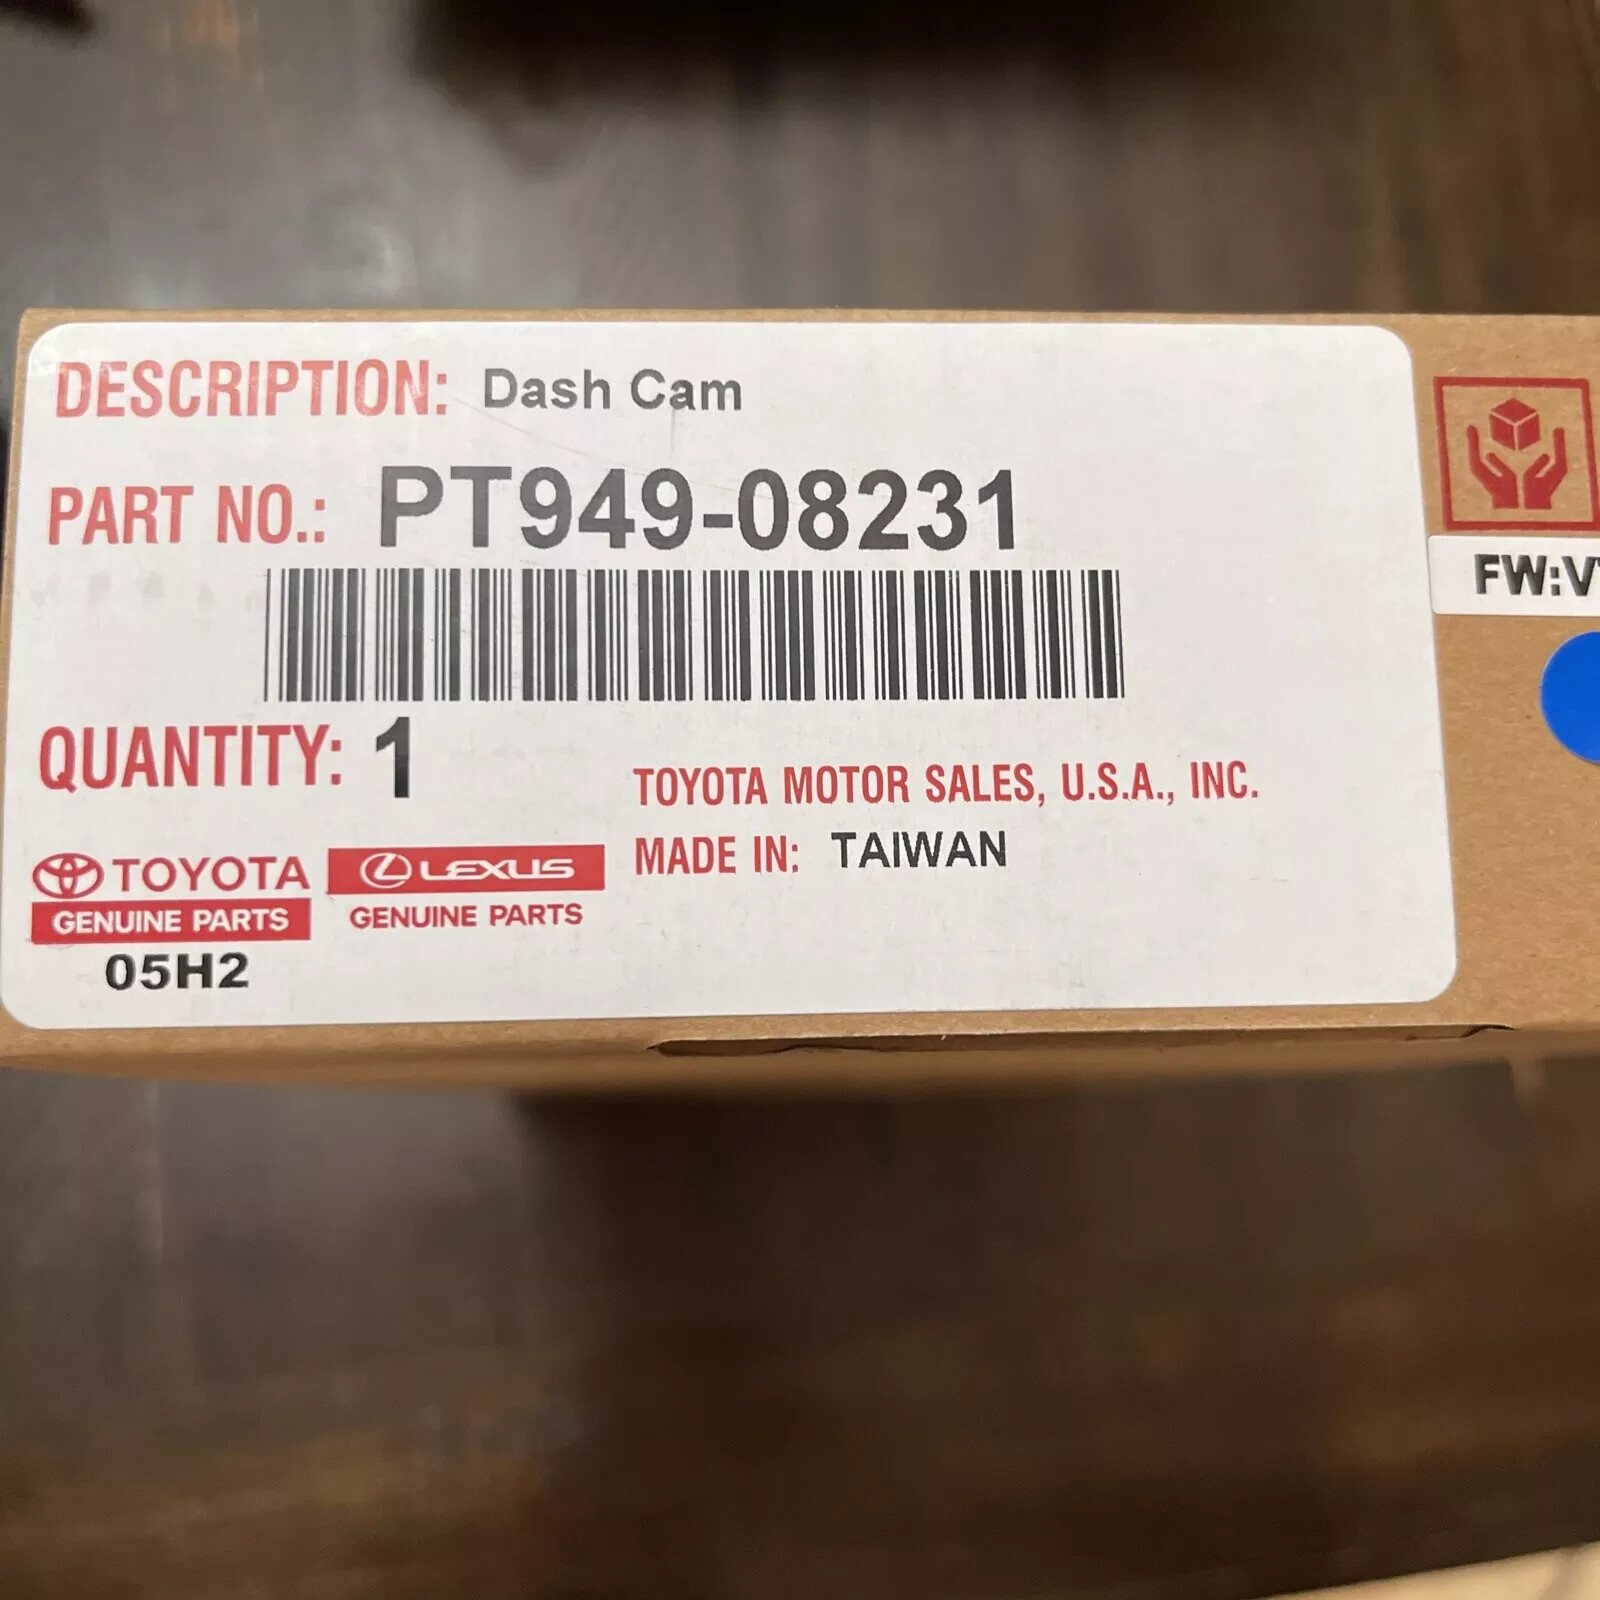 DESCRIPTION: Dash Cam
PART NO.: PT949-08231
FW:V
QUANTITY: 1
TOYOTA MOTOR SALES, U.S.A., INC.
MADE IN: TAIWAN
TOYOTA
GENUINE PARTS
LEXUS
GENUINE PARTS
05H2